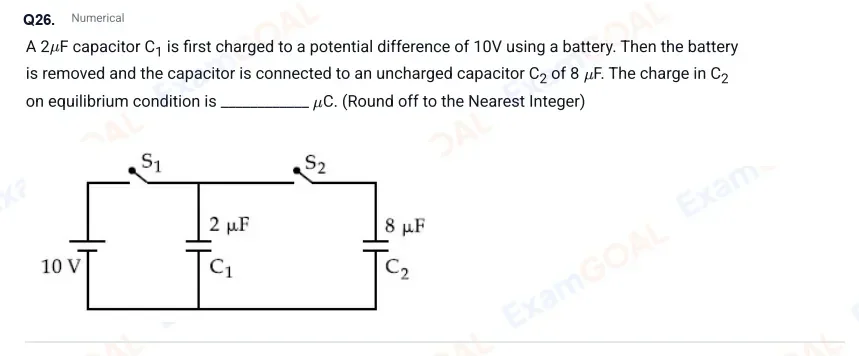 Q26. Numerical
A 2μF capacitor C₁ is first charged to a potential difference of 10V using a battery. Then the battery
is removed and the capacitor is connected to an uncharged capacitor C₂ of 8 μF. The charge in C₂
on equilibrium condition is ____________ μC. (Round off to the Nearest Integer)
S₁
S₂
2 μF
8 μF
10 V
C₁
C₂
ExamGOAL